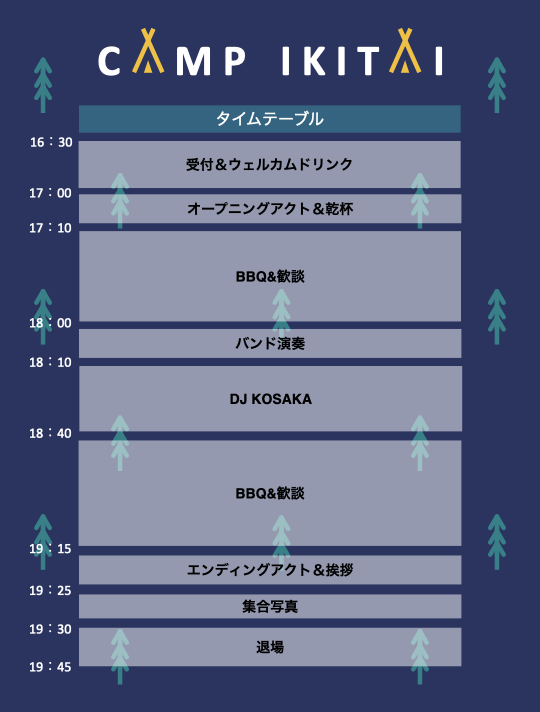 CAMP IKITAI
タイムテーブル
16：30
受付＆ウェルカムドリンク
17：00
オープニングアクト＆乾杯
17：10
BBQ&歓談
18：00
バンド演奏
18：10
DJ KOSAKA
18：40
BBQ&歓談
19：15
エンディングアクト＆挨拶
19：25
集合写真
19：30
退場
19：45